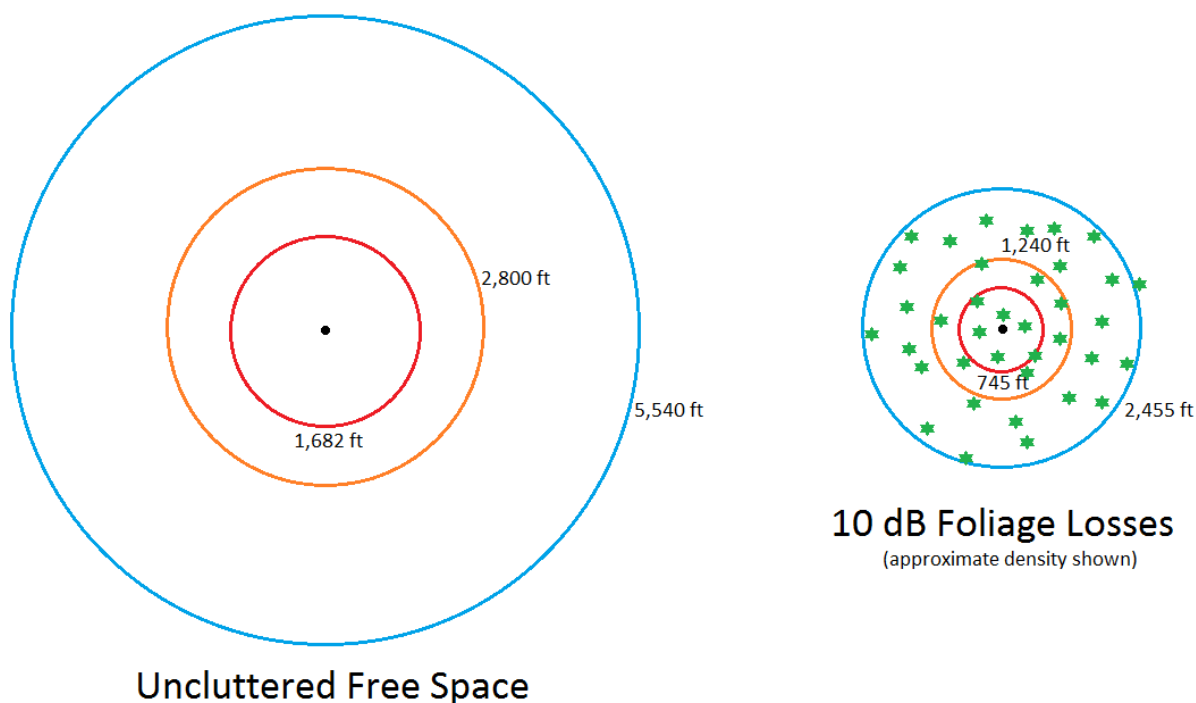 2,800 ft
5,540 ft
1,682 ft
Uncluttered Free Space
1,240 ft
745 ft
2,455 ft
10 dB Foliage Losses
(approximate density shown)